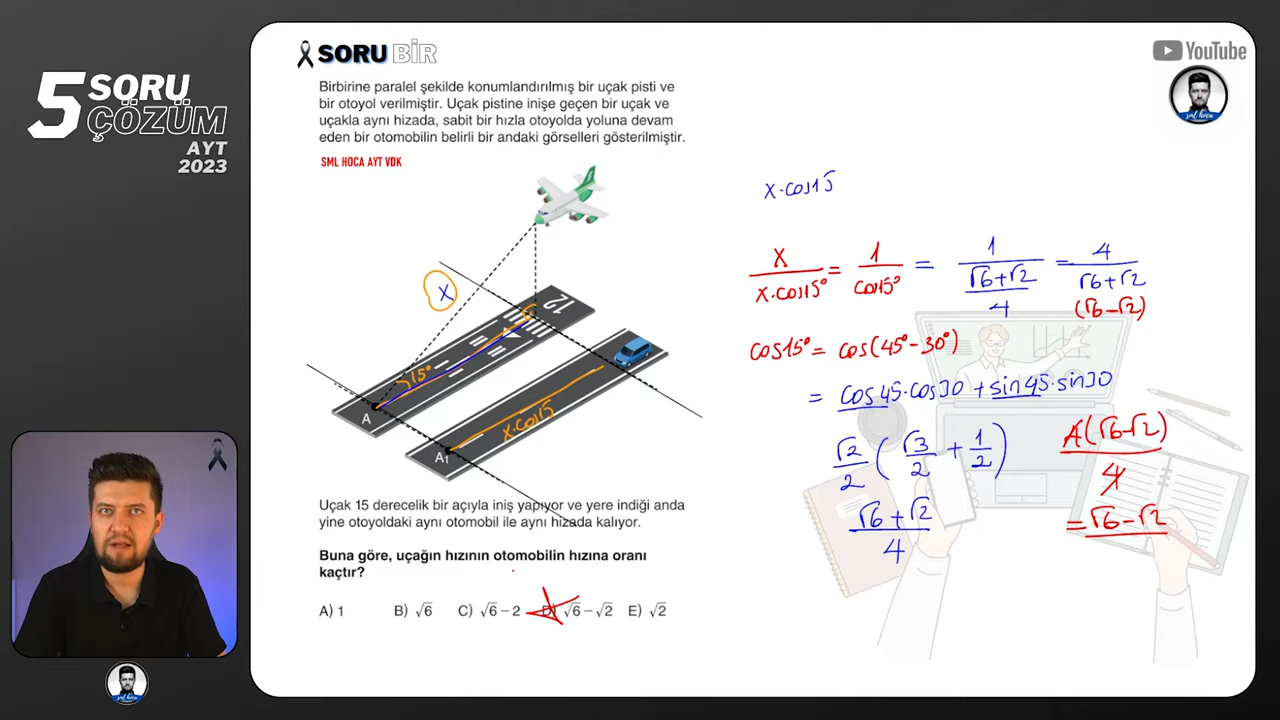 5 SORU
ÇÖZÜM
AYT
2023
SORU BİR
YouTube
sml hoca
Birbirine paralel şekilde konumlandırılmış bir uçak pisti ve
bir otoyol verilmiştir. Uçak pistine inişe geçen bir uçak ve
uçakla aynı hizada, sabit bir hızla otoyolda yoluna devam
eden bir otomobilin belirli bir andaki görselleri gösterilmiştir.
SML HOCA AYT VDK
x
12
15°
A
A1
x.cos15
Uçak 15 derecelik bir açıyla iniş yapıyor ve yere indiği anda
yine otoyoldaki aynı otomobil ile aynı hizada kalıyor.
Buna göre, uçağın hızının otomobilin hızına oranı
kaçtır?
A) 1 B) √6 C) √6 – 2 D) √6 – √2 E) √2
x.cos15
x / x.cos15° = 1 / cos15° = 1 / ((√6+√2)/4) = 4 / (√6+√2)
(√6-√2)
cos15° = cos(45°-30°)
= cos45.cos30 + sin45.sin30
√2/2 (√3/2 + 1/2)
(√6+√2)/4
4(√6-√2)
4
= √6-√2
sml hoca